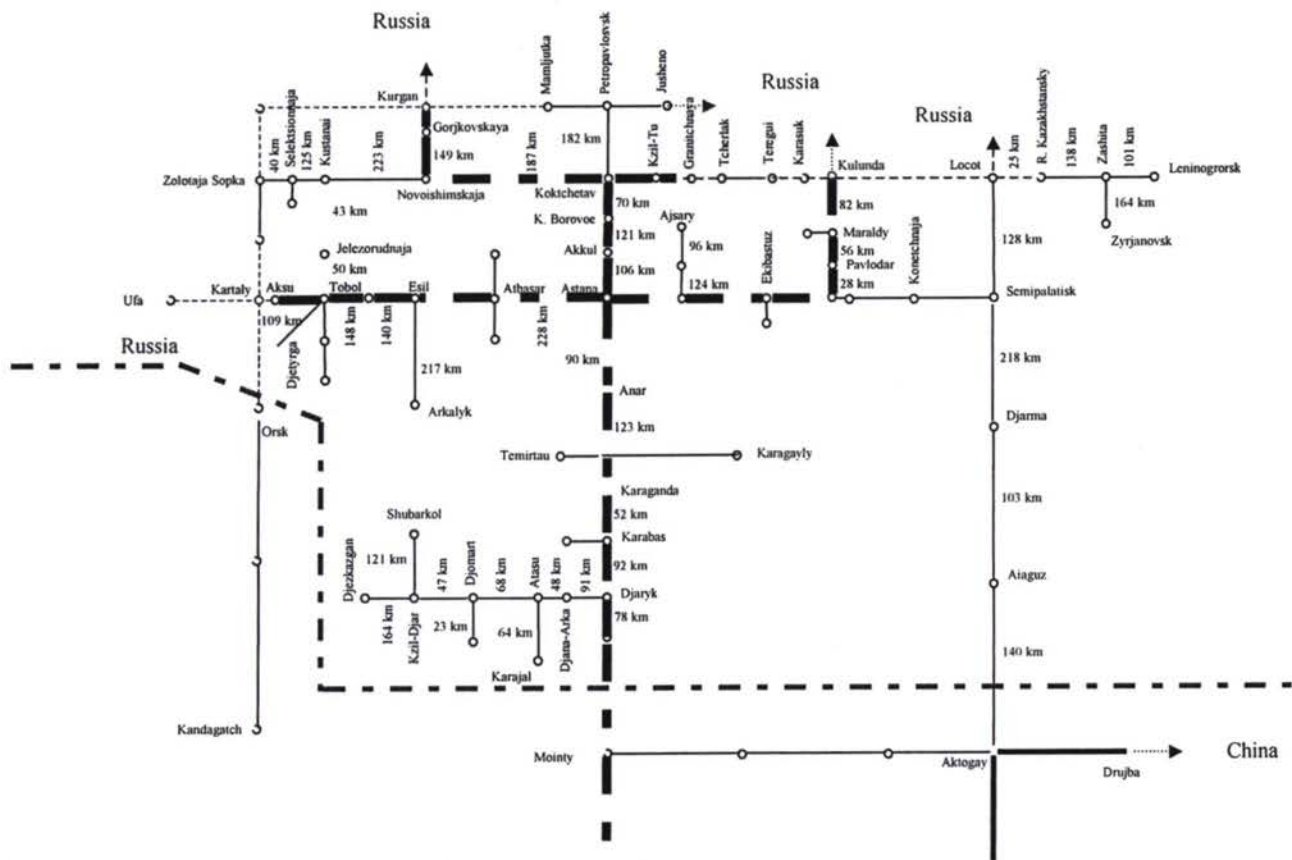 Russia
Mamljutka
Petropavlosvsk
Jusheno
Russia
Kurgan
Russia
40 km
Selektsionnaja
125 km
Kustanai
223 km
Gorjkovskaya
149 km
187 km
182 km
Kzil-Tu
Granitchnaya
Tcherlak
Teregui
Karasuk
Kulunda
Locot
25 km
R. Kazakhstansky
138 km
Zashita
101 km
Leninogrorsk
Zolotaja Sopka
Novoishimskaja
Koktchetav
70 km
82 km
164 km
43 km
K. Borovoe
Ajsary
Maraldy
Zyrjanovsk
121 km
96 km
56 km
128 km
Jelezorudnaja
Akkul
Ekibastuz
Pavlodar
Konetchnaja
50 km
106 km
124 km
28 km
Kartaly
Aksu
Tobol
Esil
Atbasar
Astana
Semipalatisk
Ufa
109 km
148 km
140 km
228 km
Russia
Djetyrga
217 km
90 km
218 km
Anar
Arkalyk
Djarma
Orsk
123 km
Temirtau
Karagayly
Karaganda
103 km
Shubarkol
52 km
Karabas
Djezkazgan
121 km
47 km
Djomart
68 km
Atasu
48 km
91 km
92 km
Aiaguz
Djaryk
164 km
Kzil-Djar
23 km
64 km
Djana-Arka
78 km
140 km
Karajal
Kandagatch
Mointy
Aktogay
China
Drujba